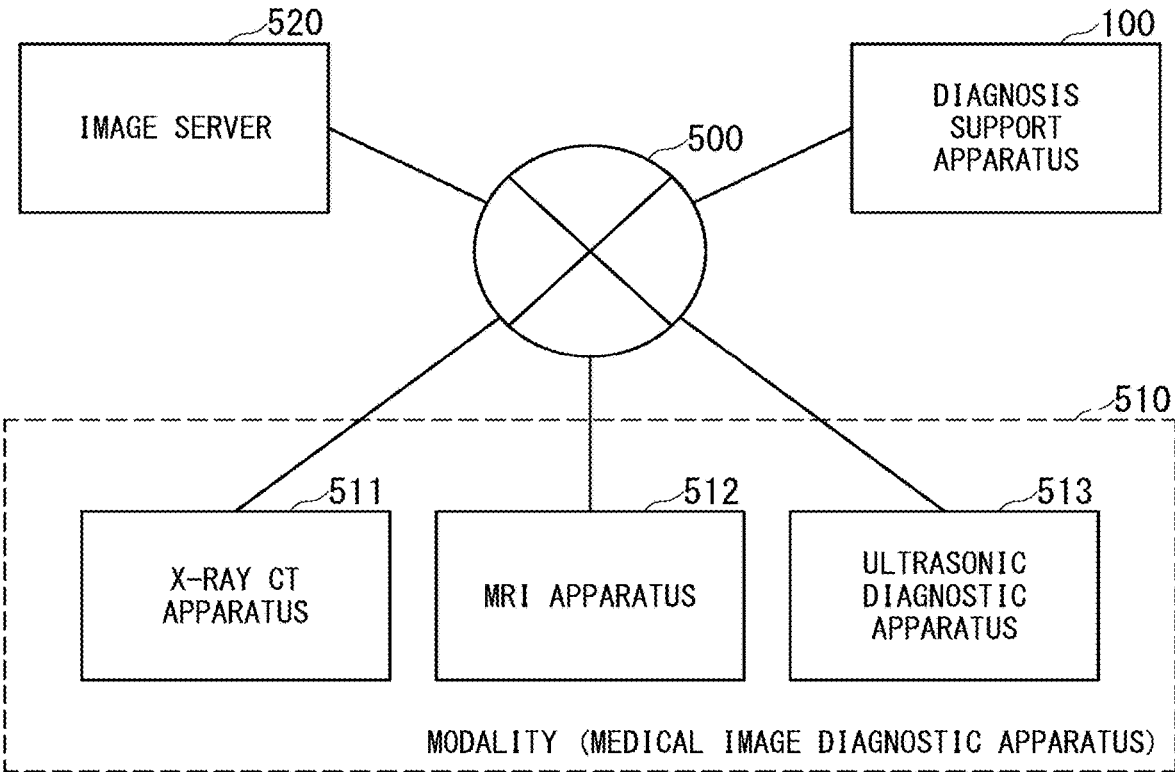 520
100
IMAGE SERVER
DIAGNOSIS
SUPPORT
APPARATUS
500
510
511
512
513
X-RAY CT
APPARATUS
MRI APPARATUS
ULTRASONIC
DIAGNOSTIC
APPARATUS
MODALITY (MEDICAL IMAGE DIAGNOSTIC APPARATUS)